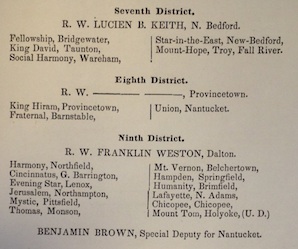 Seventh District.
R. W. LUCIEN B. KEITH, N. Bedford.
Fellowship, Bridgewater,
King David, Taunton,
Social Harmony, Wareham,
Star-in-the-East, New-Bedford,
Mount-Hope, Troy, Fall River.
Eighth District.
R. W. ——— ———, Provincetown.
King Hiram, Provincetown,
Fraternal, Barnstable,
Union, Nantucket.
Ninth District.
R. W. FRANKLIN WESTON, Dalton.
Harmony, Northfield,
Cincinnatus, G. Barrington,
Evening Star, Lenox,
Jerusalem, Northampton,
Mystic, Pittsfield,
Thomas, Monson,
Mt. Vernon, Belchertown,
Hampden, Springfield,
Humanity, Brimfield,
Lafayette, N. Adams,
Chicopee, Chicopee,
Mount Tom, Holyoke, (U. D.)
BENJAMIN BROWN, Special Deputy for Nantucket.